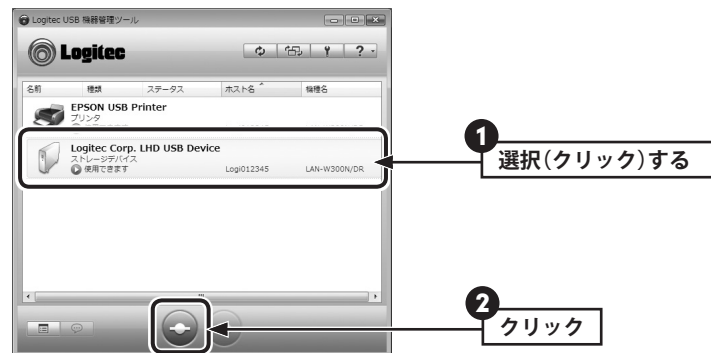 Logitec USB 機器管理ツール
Logitec
?
名前 種類 ステータス ホスト名 機種名
EPSON USB Printer
プリンタ
Logitec Corp. LHD USB Device
ストレージデバイス
使用できます Logi012345 LAN-W300N/DR
1
選択(クリック)する
2
クリック